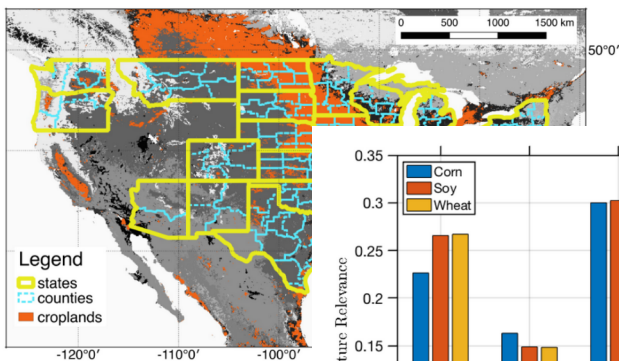 0 500 1000 1500 km
50°0'
Legend
states
counties
croplands
-120°0' -110°0' -100°0'
0.35
Corn
Soy
Wheat
0.3
0.25
0.2
0.15
Relevance